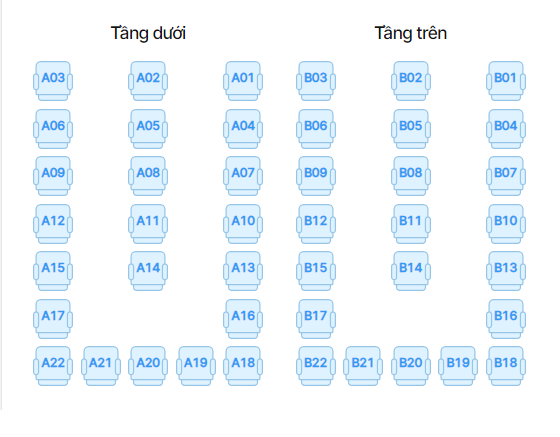 Tầng dưới Tầng trên
A03 A02 A01 B03 B02 B01
A06 A05 A04 B06 B05 B04
A09 A08 A07 B09 B08 B07
A12 A11 A10 B12 B11 B10
A15 A14 A13 B15 B14 B13
A17 A16 B17 B16
A22 A21 A20 A19 A18 B22 B21 B20 B19 B18